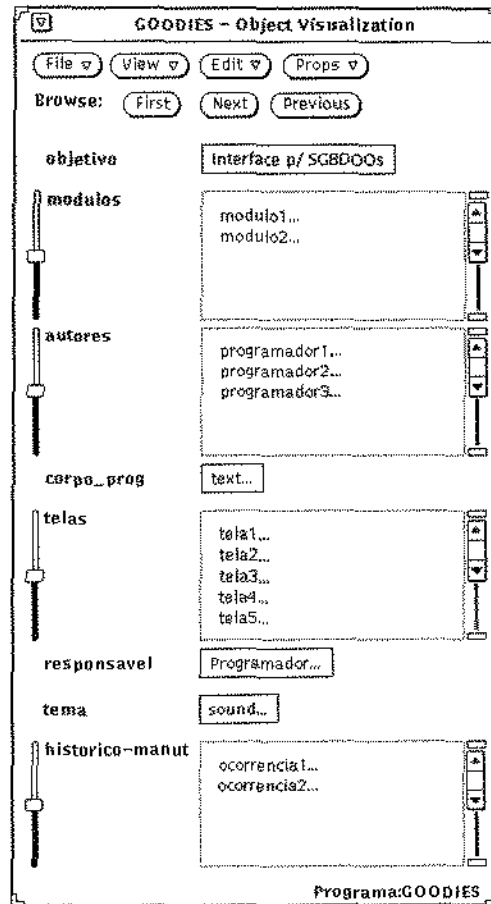 GOODIES - Object Visualization
File View Edit Props
Browse: First Next Previous
objetivo Interface p/ SGBDOOs
modulos
modulo1...
modulo2...
autores
programador1...
programador2...
programador3...
corpo_prog text...
telas
tela1...
tela2...
tela3...
tela4...
tela5...
responsavel Programador...
tema sound...
historico-manut
ocorrencia1...
ocorrencia2...
Programa:GOODIES